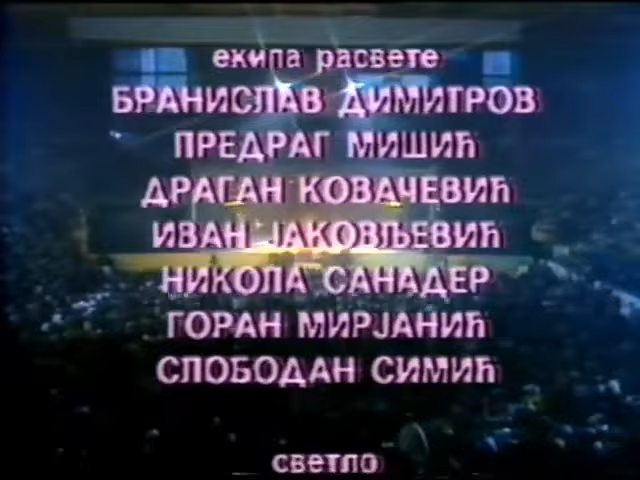 екипа расвете
БРАНИСЛАВ ДИМИТРОВ
ПРЕДРАГ МИШИЋ
ДРАГАН КОВАЧЕВИЋ
ИВАН ЈАКОВЉЕВИЋ
НИКОЛА САНАДЕР
ГОРАН МИРЈАНИЋ
СЛОБОДАН СИМИЋ
светло